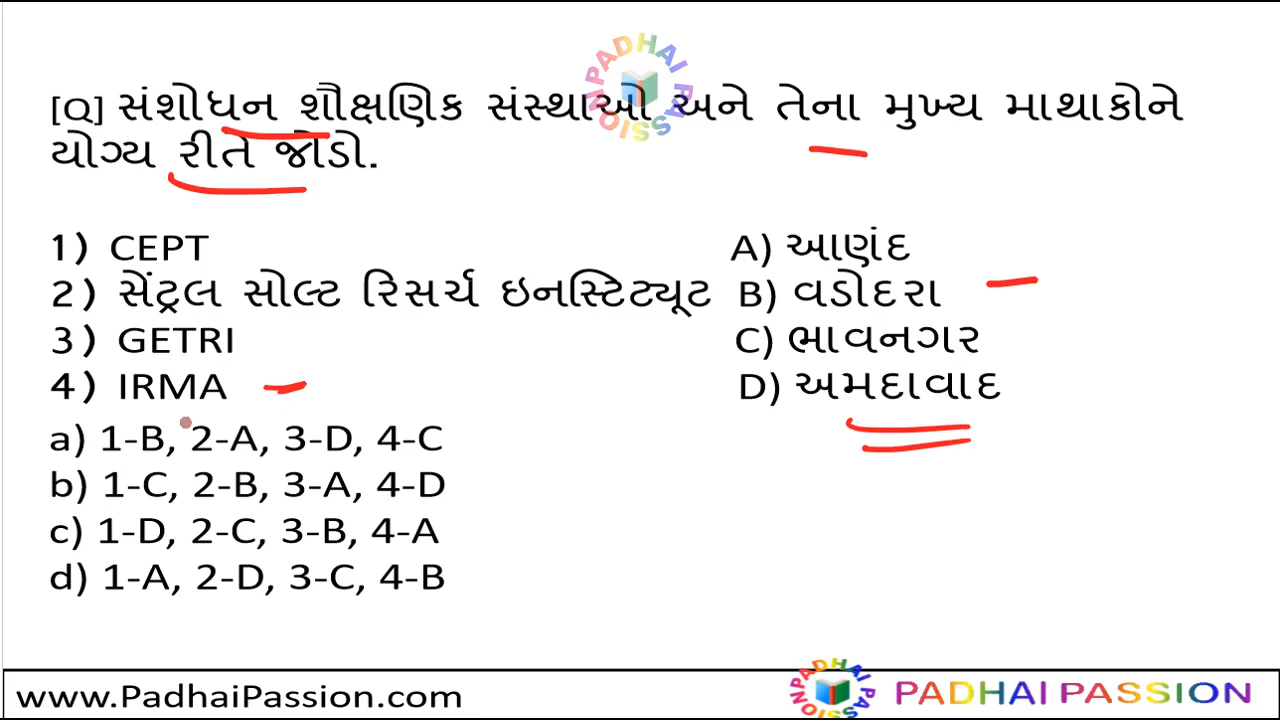 PADHAI PASSION
[Q] સંશોધન શૈક્ષણિક સંસ્થાઓ અને તેના મુખ્ય માથાકોને
યોગ્ય રીતે જોડો.
1) CEPT A) આણંદ
2) સેંટ્રલ સોલ્ટ રિસર્ચ ઇનસ્ટિટ્યૂટ B) વડોદરા
3) GETRI C) ભાવનગર
4) IRMA D) અમદાવાદ
a) 1-B, 2-A, 3-D, 4-C
b) 1-C, 2-B, 3-A, 4-D
c) 1-D, 2-C, 3-B, 4-A
d) 1-A, 2-D, 3-C, 4-B
www.PadhaiPassion.com PADHAI PASSION PADHAI PASSION